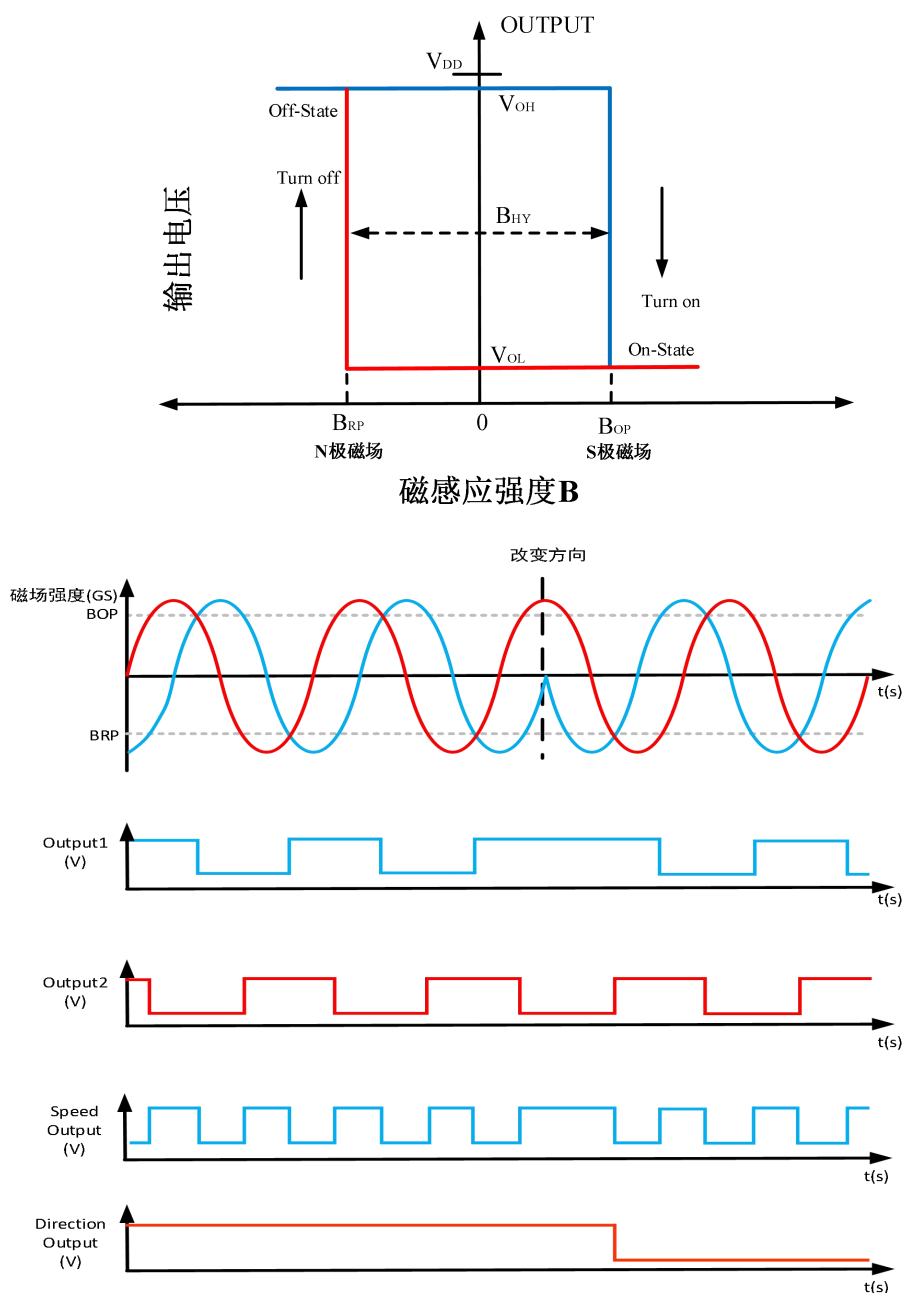 OUTPUT
VDD
Off-State
VOH
Turn off
BHY
输出电压
Turn on
VOL
On-State
BRP
0
BOP
N极磁场
S极磁场
磁感应强度B
改变方向
磁场强度(GS)
BOP
t(s)
BRP
Output1
(V)
t(s)
Output2
(V)
t(s)
Speed
Output
(V)
t(s)
Direction
Output
(V)
t(s)